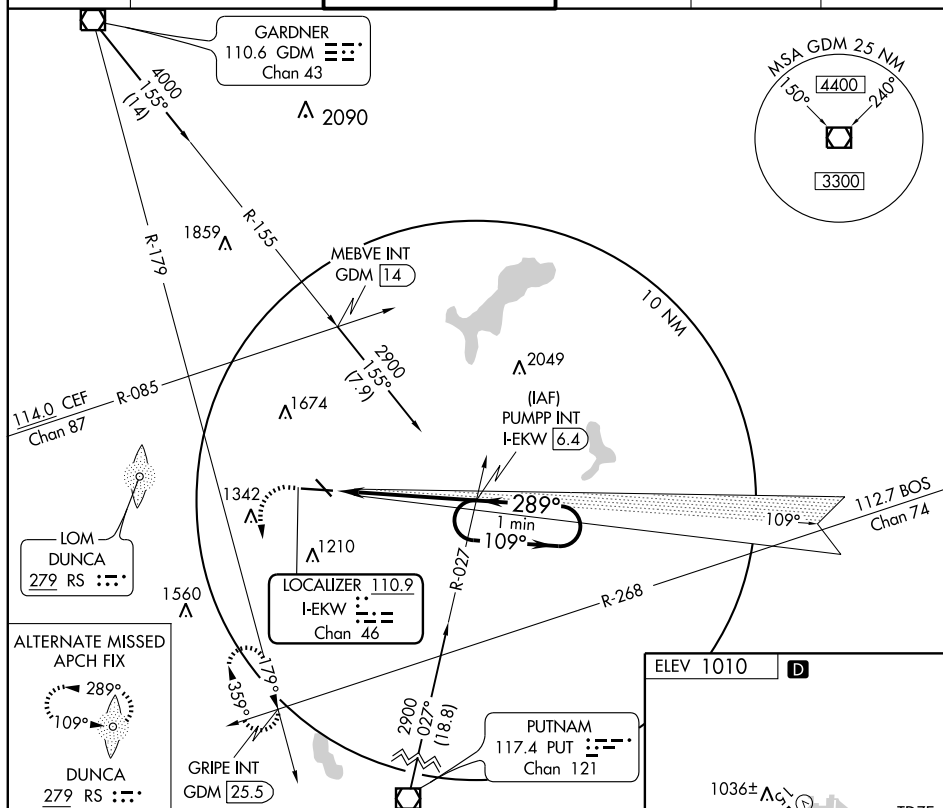 GARDNER
110.6 GDM
Chan 43
4000
155°
(14)
2090
MSA GDM 25 NM
150°
4400
240°
3300
R-155
R-179
1859
MEBVE INT
GDM 14
10 NM
2900
155°
(7.9)
2049
114.0 CEF
Chan 87
R-085
1674
(IAF)
PUMPP INT
I-EKW 6.4
LOM
DUNCA
279 RS
1342
289°
1 min
109°
109°
112.7 BOS
Chan 74
1210
LOCALIZER 110.9
I-EKW
Chan 46
R-027
R-268
1560
ALTERNATE MISSED
APCH FIX
289°
109°
DUNCA
279 RS
179°
359°
GRIPE INT
GDM 25.5
2900
027°
(18.8)
PUTNAM
117.4 PUT
Chan 121
ELEV 1010
D
1036±
15